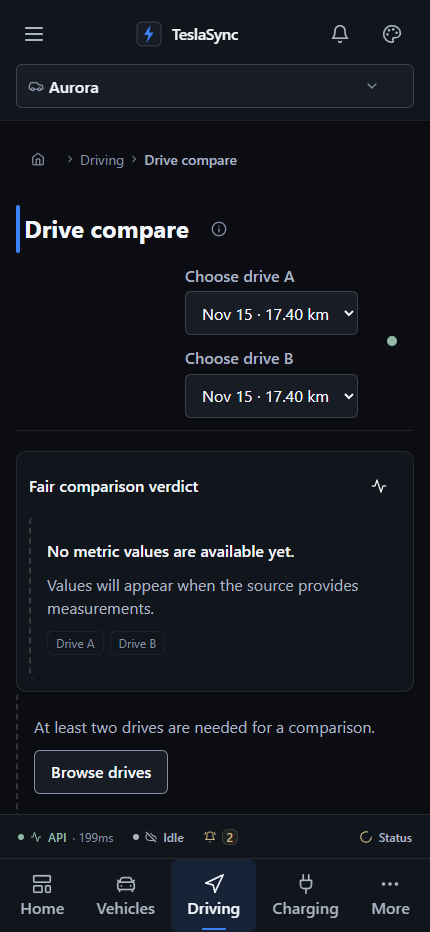 TeslaSync
Aurora
Driving
Drive compare
Drive compare
Choose drive A
Nov 15 · 17.40 km
Choose drive B
Nov 15 · 17.40 km
Fair comparison verdict
No metric values are available yet.
Values will appear when the source provides
measurements.
Drive A
Drive B
At least two drives are needed for a comparison.
Browse drives
API · 199ms
Idle
2
Status
Home
Vehicles
Driving
Charging
More